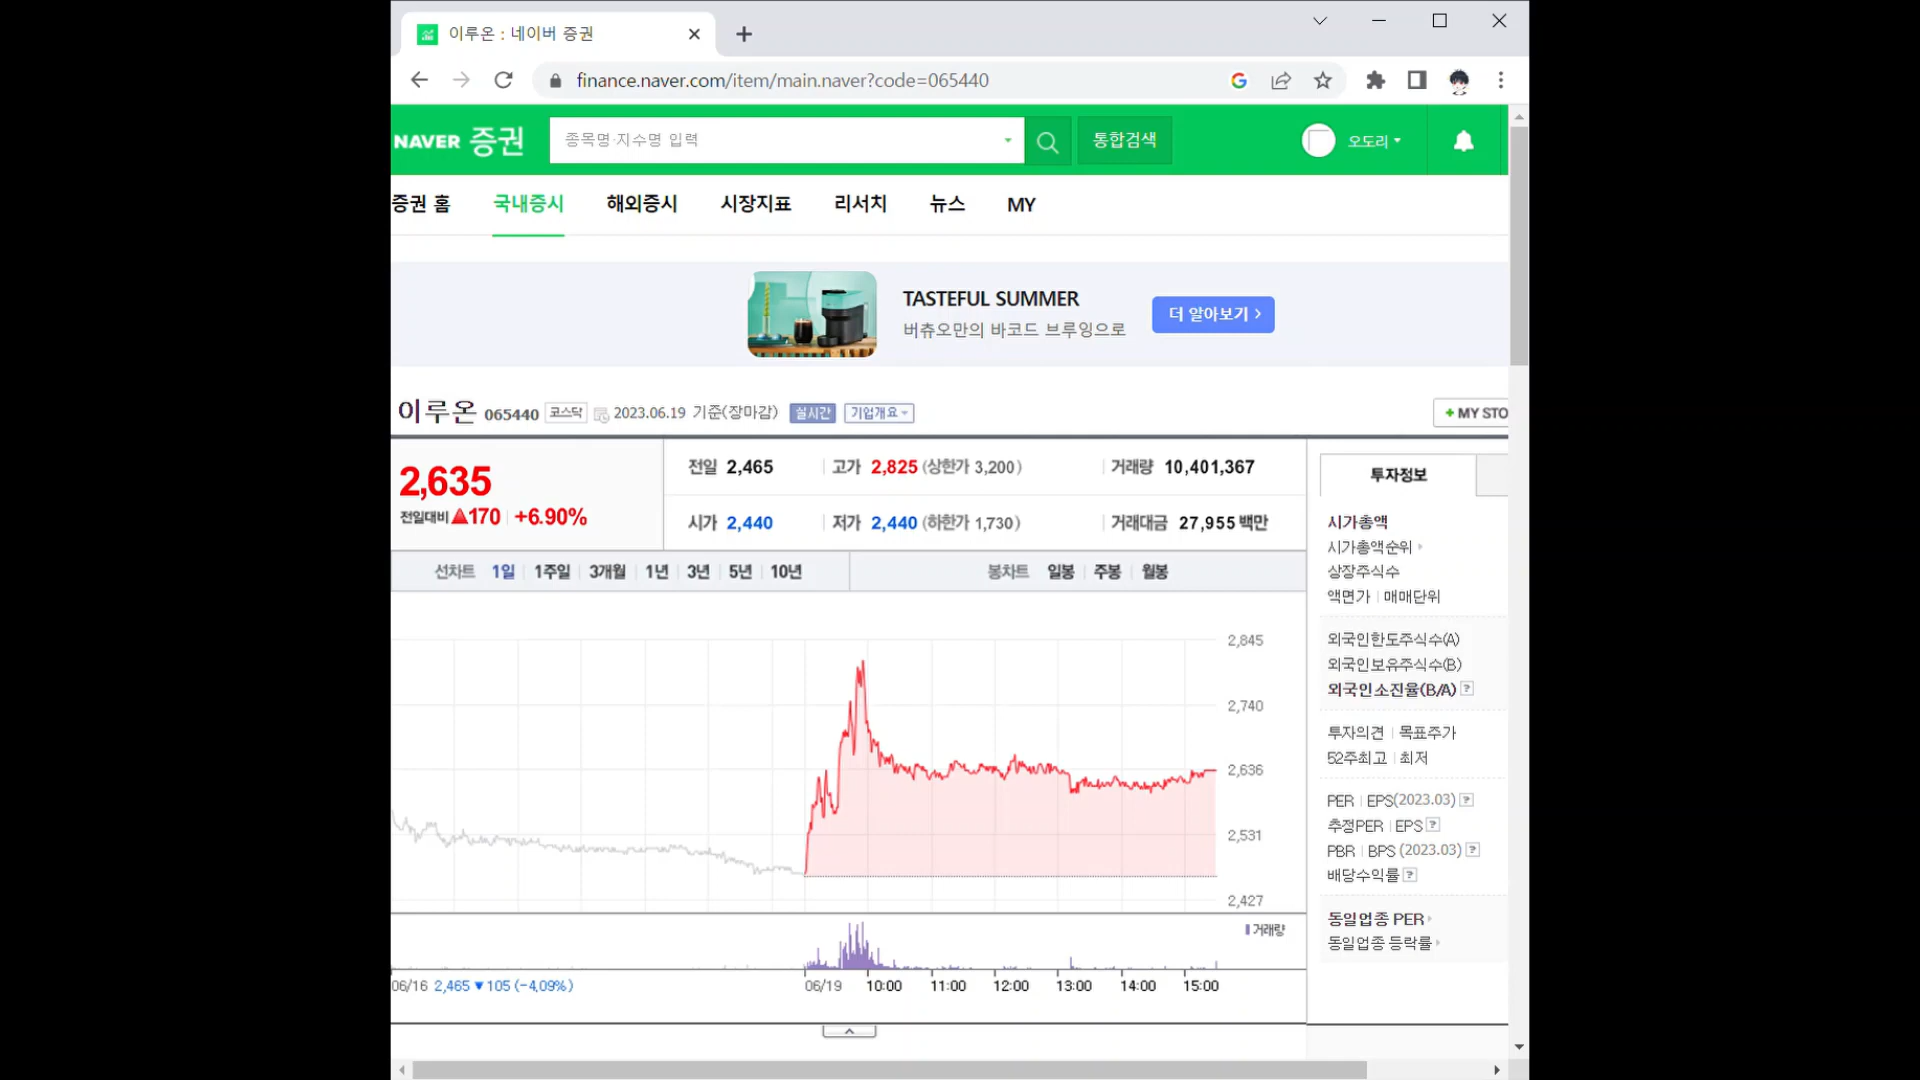 이루온 : 네이버 증권
finance.naver.com/item/main.naver?code=065440
NAVER 증권
종목명·지수명 입력
통합검색
오도리
증권 홈 국내증시 해외증시 시장지표 리서치 뉴스 MY
TASTEFUL SUMMER
버츄오만의 바코드 브루잉으로
더 알아보기 >
이루온 065440 코스닥 2023.06.19 기준(장마감) 실시간 기업개요
+ MY STO
2,635
전일대비 ▲170 +6.90%
전일 2,465 고가 2,825 (상한가 3,200) 거래량 10,401,367
시가 2,440 저가 2,440 (하한가 1,730) 거래대금 27,955 백만
선차트 1일 1주일 3개월 1년 3년 5년 10년 봉차트 일봉 주봉 월봉
2,845
2,740
2,636
2,531
2,427
거래량
06/16 2,465 ▼105 (-4,09%)
06/19 10:00 11:00 12:00 13:00 14:00 15:00
투자정보
시가총액
시가총액순위
상장주식수
액면가 매매단위
외국인한도주식수(A)
외국인보유주식수(B)
외국인소진율(B/A) ?
투자의견 목표주가
52주최고 최저
PER EPS(2023.03) ?
추정PER EPS ?
PBR BPS (2023.03) ?
배당수익률 ?
동일업종 PER
동일업종 등락률